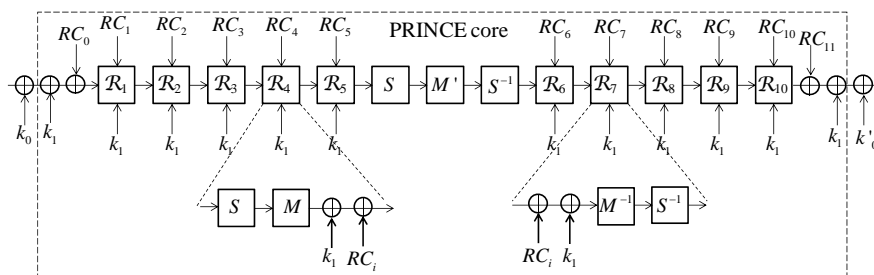 RC₁ RC₂ RC₃ RC₄ RC₅ PRINCE core RC₆ RC₇ RC₈ RC₉ RC₁₀
RC₀ RC₁₁
ℛ₁ ℛ₂ ℛ₃ ℛ₄ ℛ₅ S M' S⁻¹ ℛ₆ ℛ₇ ℛ₈ ℛ₉ ℛ₁₀
k₀ k₁ k₁ k₁ k₁ k₁ k₁ k₁ k₁ k₁ k₁ k₁ k₁ k'₀
S M M⁻¹ S⁻¹
k₁ RCᵢ RCᵢ k₁